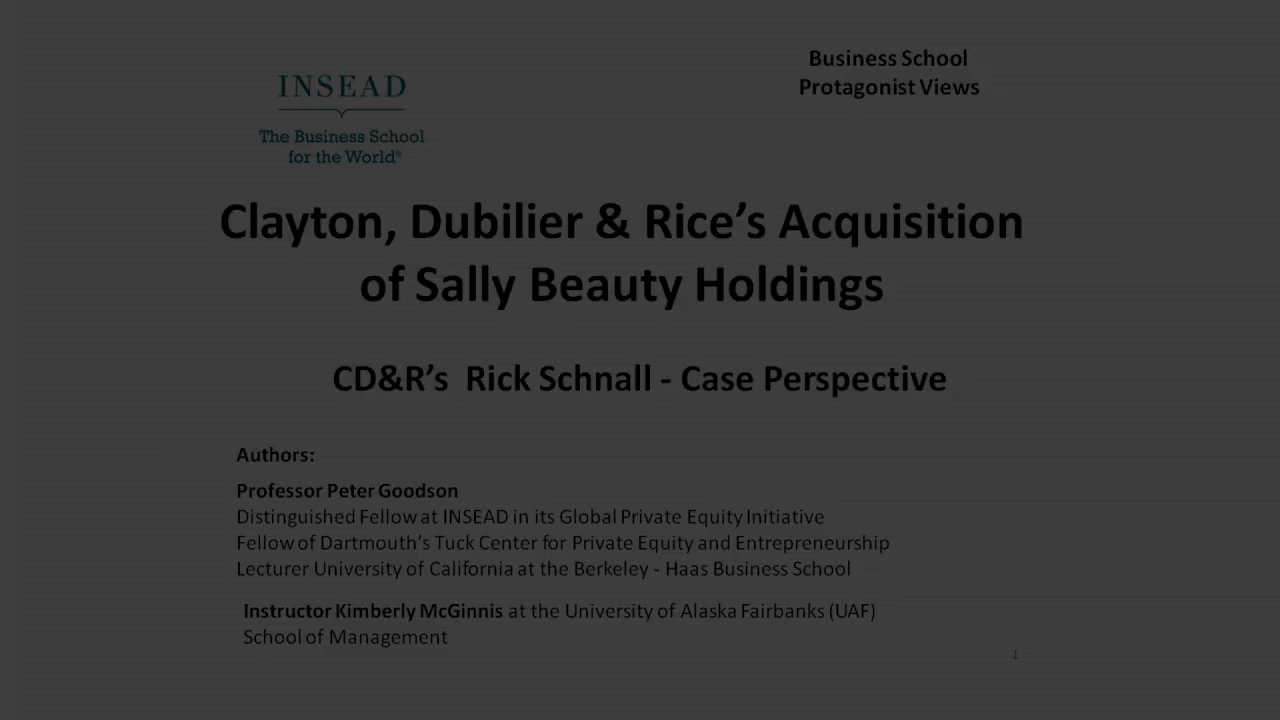 Business School
Protagonist Views
INSEAD
The Business School
for the World®
Clayton, Dubilier & Rice’s Acquisition
of Sally Beauty Holdings
CD&R’s  Rick Schnall - Case Perspective
Authors:
Professor Peter Goodson
Distinguished Fellow at INSEAD in its Global Private Equity Initiative
Fellow of Dartmouth’s Tuck Center for Private Equity and Entrepreneurship
Lecturer University of California at the Berkeley - Haas Business School
Instructor Kimberly McGinnis at the University of Alaska Fairbanks (UAF)
School of Management
1